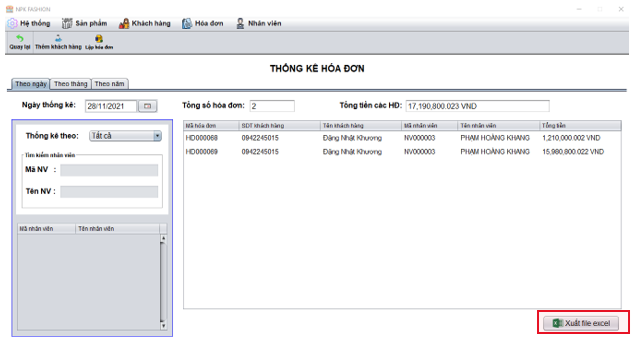 NPK FASHION
Hệ thống Sản phẩm Khách hàng Hóa đơn Nhân viên
Quay lại Thêm khách hàng Lập hóa đơn
THỐNG KÊ HÓA ĐƠN
Theo ngày Theo tháng Theo năm
Ngày thống kê: 28/11/2021 Tổng số hóa đơn: 2 Tổng tiền các HD: 17,190,800.023 VND
Thống kê theo: Tất cả
Tìm kiếm nhân viên
Mã NV :
Tên NV :
Mã nhân viên Tên nhân viên
Mã hóa đơn SDT khách hàng Tên khách hàng Mã nhân viên Tên nhân viên Tổng tiền
HD000068 0942245015 Đặng Nhật Khương NV000003 PHẠM HOÀNG KHANG 1,210,000.002 VND
HD000069 0942245015 Đặng Nhật Khương NV000003 PHẠM HOÀNG KHANG 15,980,800.022 VND
Xuất file excel